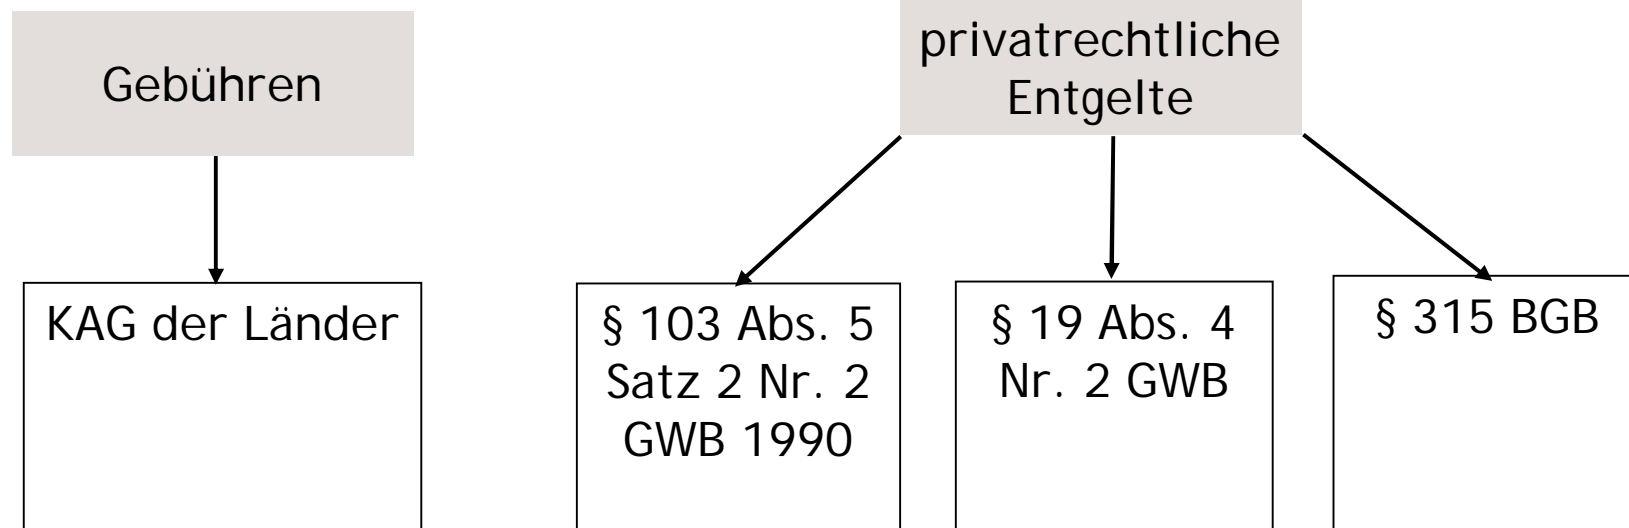 Gebühren
privatrechtliche
Entgelte
KAG der Länder
§ 103 Abs. 5
Satz 2 Nr. 2
GWB 1990
§ 19 Abs. 4
Nr. 2 GWB
§ 315 BGB